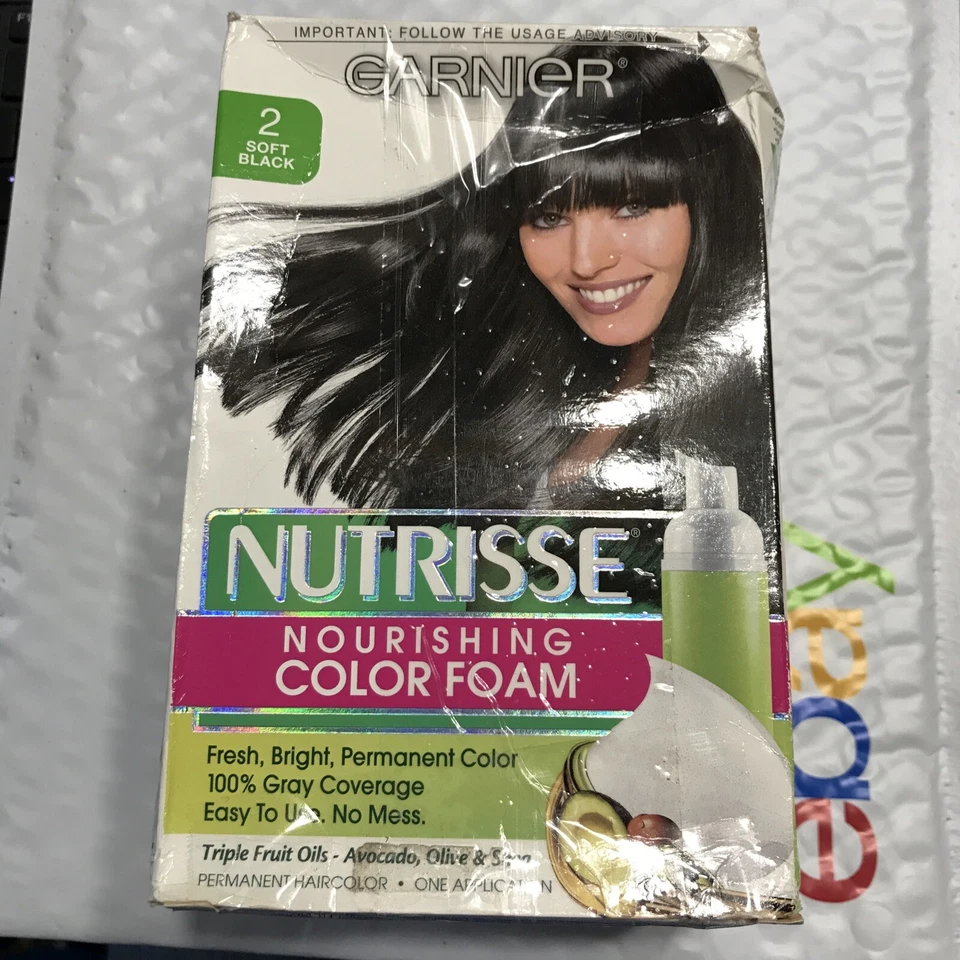 IMPORTANT: FOLLOW THE USAGE ADVISORY
GARNIER®
2
SOFT
BLACK
NUTRISSE®
NOURISHING
COLOR FOAM
Fresh, Bright, Permanent Color
100% Gray Coverage
Easy To Use. No Mess.
Triple Fruit Oils - Avocado, Olive & Shea
PERMANENT HAIRCOLOR • ONE APPLICATION
ebay